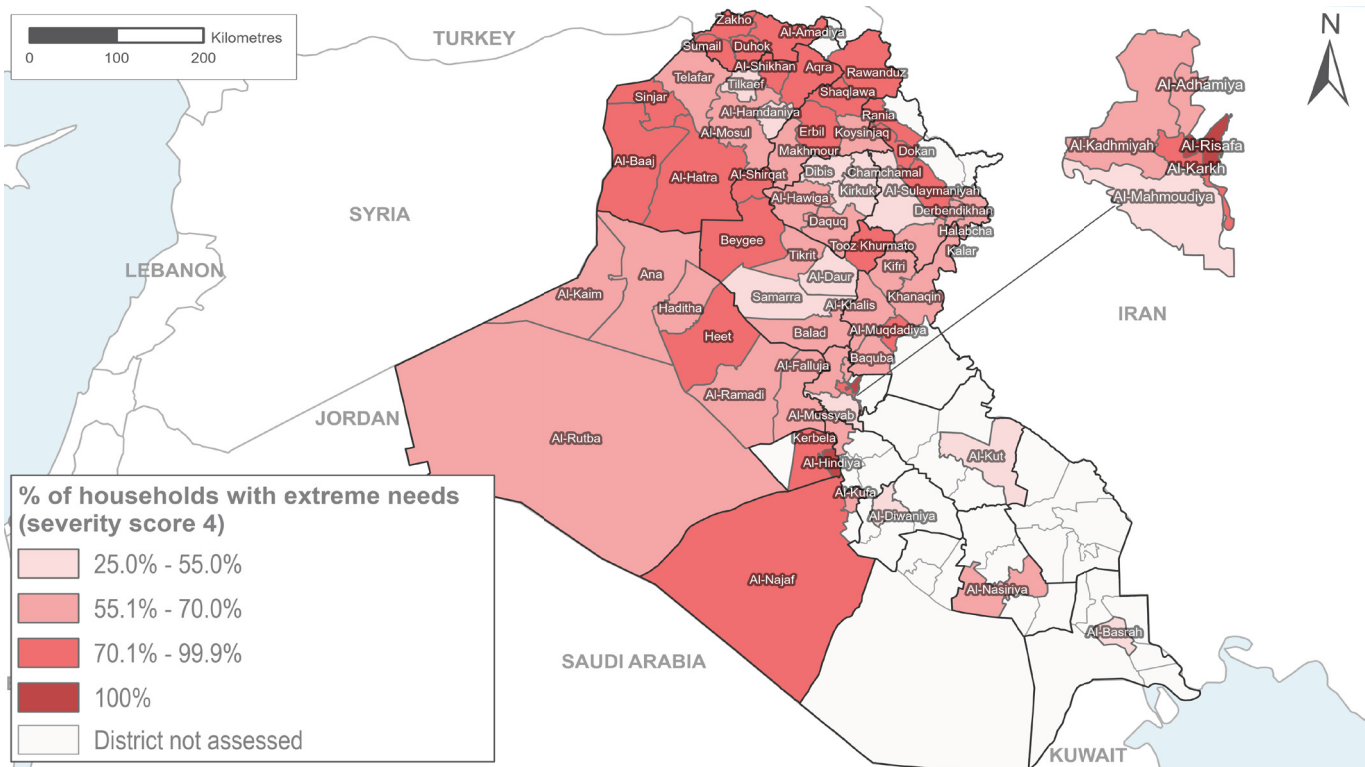 Kilometres
0 100 200
N
TURKEY
SYRIA
LEBANON
JORDAN
IRAN
SAUDI ARABIA
KUWAIT
Zakho
Al-Amadiya
Sumail
Duhok
Al-Shikhan
Aqra
Rawanduz
Telafar
Tilkaef
Shaqlawa
Sinjar
Al-Hamdaniya
Rania
Al-Mosul
Erbil
Koysinjaq
Makhmour
Dokan
Al-Baaj
Al-Hatra
Al-Shirqat
Dibis
Chamchamal
Kirkuk
Al-Sulaymaniyah
Al-Hawiga
Derbendikhan
Daquq
Halabcha
Beygee
Tooz Khurmato
Kalar
Tikrit
Kifri
Ana
Al-Daur
Al-Kaim
Samarra
Khanaqin
Haditha
Al-Khalis
Heet
Balad
Al-Muqdadiya
Baquba
Al-Falluja
Al-Ramadi
Al-Mussyab
Al-Rutba
Kerbela
Al-Hindiya
Al-Kut
Al-Kufa
Al-Diwaniya
Al-Najaf
Al-Nasiriya
Al-Basrah
Al-Adhamiya
Al-Kadhmiyah
Al-Risafa
Al-Karkh
Al-Mahmoudiya
% of households with extreme needs
(severity score 4)
25.0% - 55.0%
55.1% - 70.0%
70.1% - 99.9%
100%
District not assessed